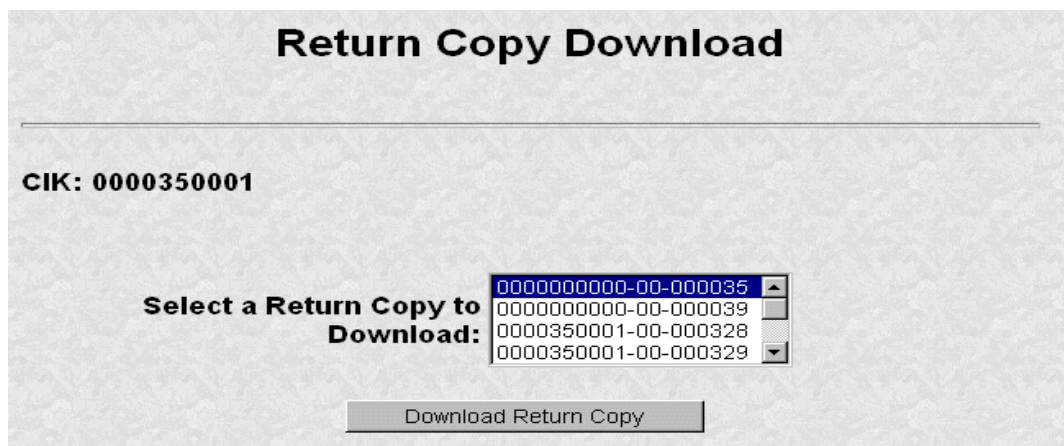 Return Copy Download
CIK: 0000350001
Select a Return Copy to
Download:
0000000000-00-000035
0000000000-00-000039
0000350001-00-000328
0000350001-00-000329
Download Return Copy